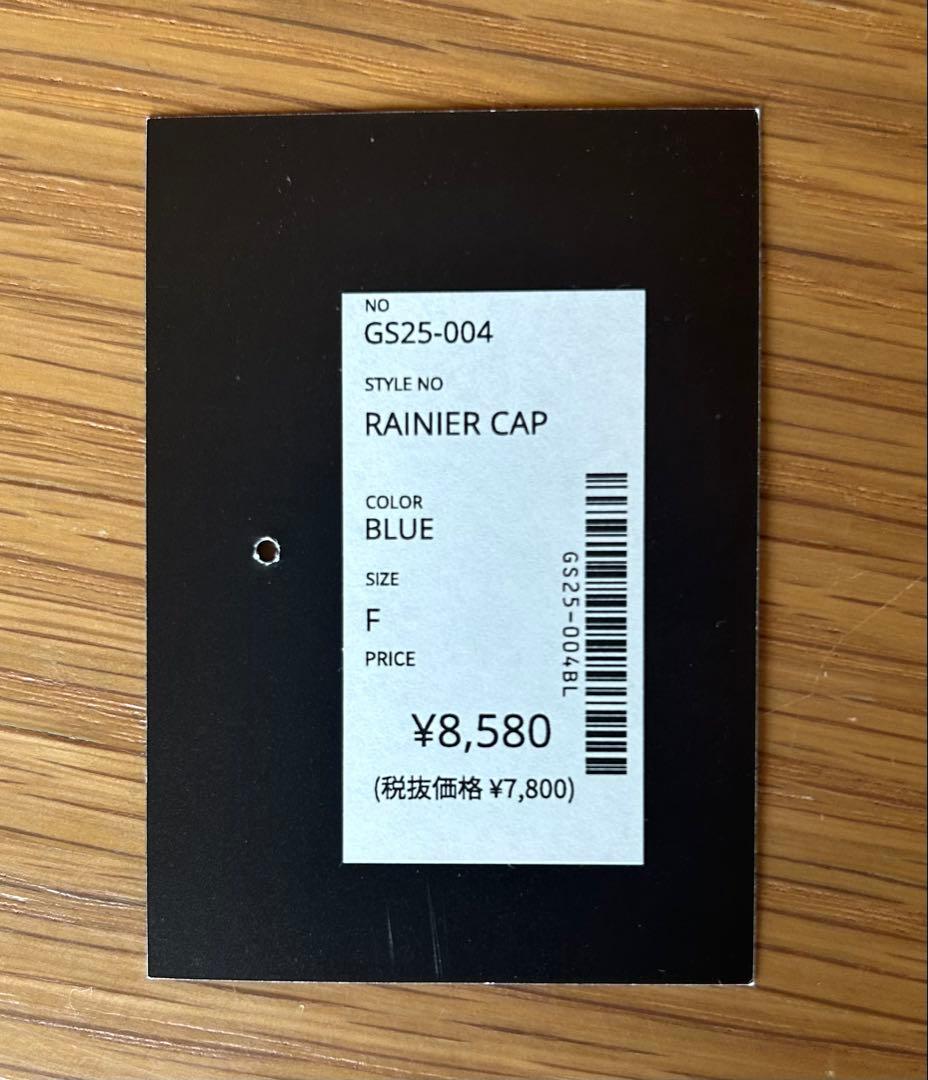 NO
GS25-004
STYLE NO
RAINIER CAP
COLOR
BLUE
SIZE
F
PRICE
¥8,580
(税抜価格 ¥7,800)
GS25-004BL